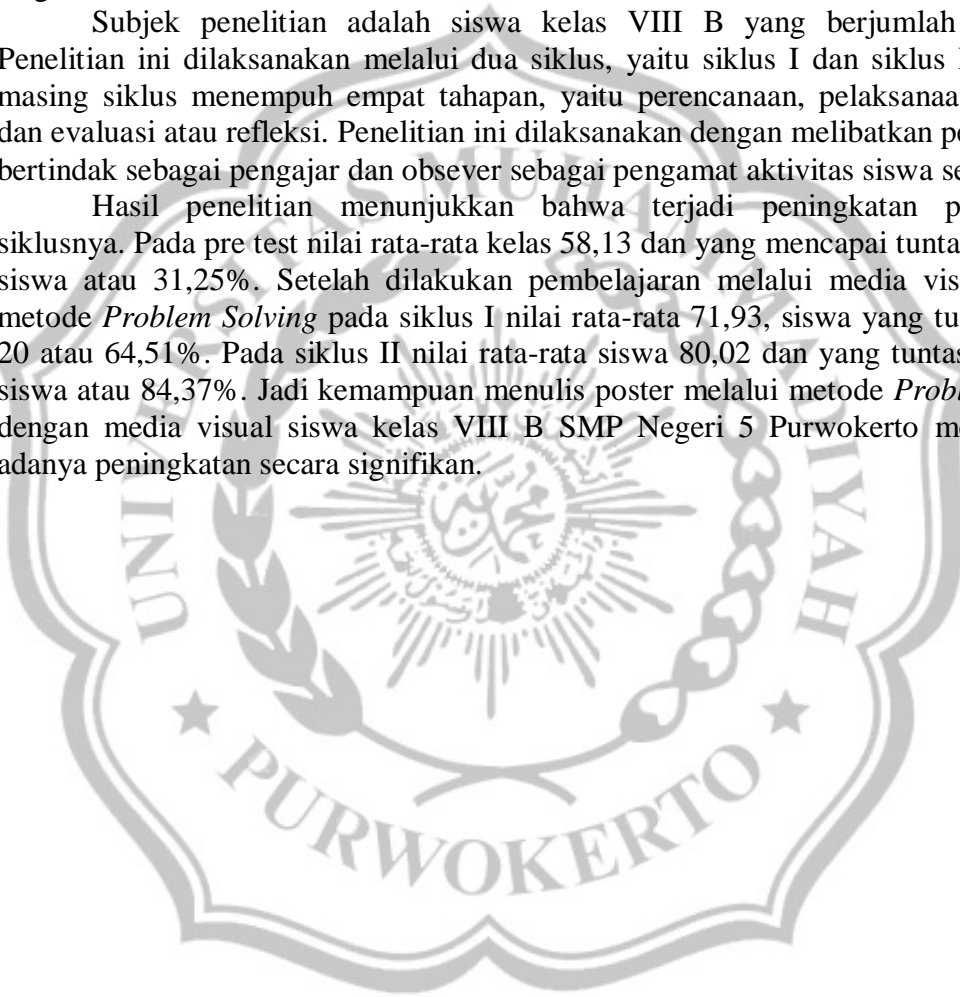 Subjek penelitian adalah siswa kelas VIII B yang berjumlah
Penelitian ini dilaksanakan melalui dua siklus, yaitu siklus I dan siklus
masing siklus menempuh empat tahapan, yaitu perencanaan, pelaksanaa
dan evaluasi atau refleksi. Penelitian ini dilaksanakan dengan melibatkan pe
bertindak sebagai pengajar dan obsever sebagai pengamat aktivitas siswa se
Hasil penelitian menunjukkan bahwa terjadi peningkatan p
siklusnya. Pada pre test nilai rata-rata kelas 58,13 dan yang mencapai tunta
siswa atau 31,25%. Setelah dilakukan pembelajaran melalui media vis
metode Problem Solving pada siklus I nilai rata-rata 71,93, siswa yang tu
20 atau 64,51%. Pada siklus II nilai rata-rata siswa 80,02 dan yang tuntas
siswa atau 84,37%. Jadi kemampuan menulis poster melalui metode Probl
dengan media visual siswa kelas VIII B SMP Negeri 5 Purwokerto m
adanya peningkatan secara signifikan.
UNIVERSITAS MUHAMMADIYAH
PURWOKERTO